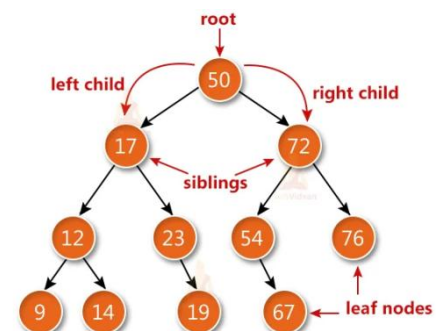 root
50
left child
right child
17
72
siblings
12
23
54
76
9
14
19
67
leaf nodes